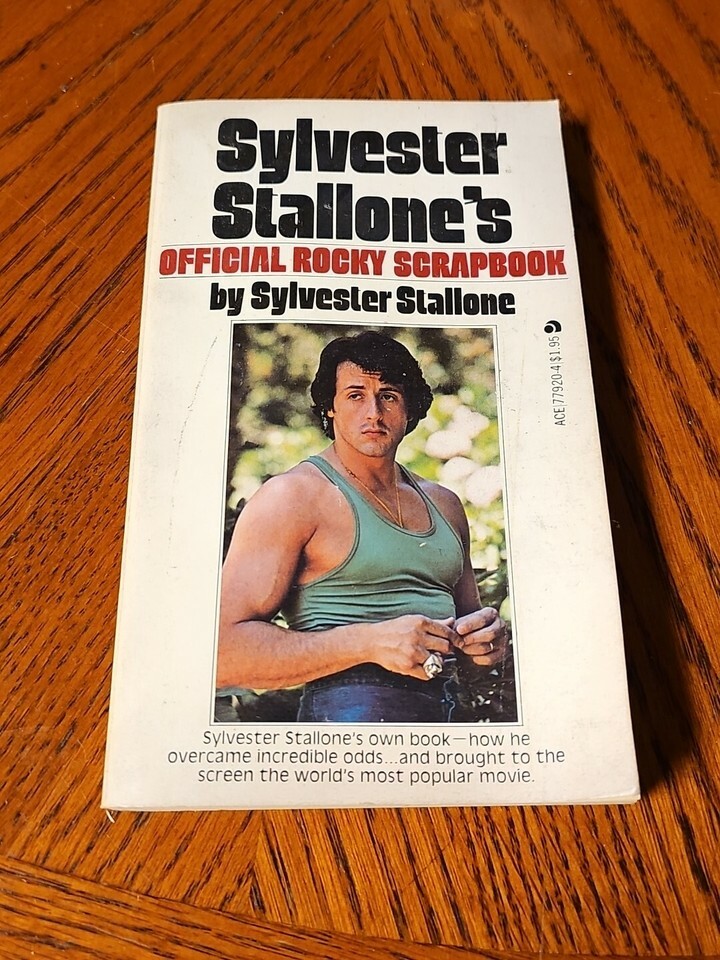 Sylvester
Stallone's
OFFICIAL ROCKY SCRAPBOOK
by Sylvester Stallone
ACE|77920-4|$1.95
Sylvester Stallone's own book—how he
overcame incredible odds...and brought to the
screen the world's most popular movie.